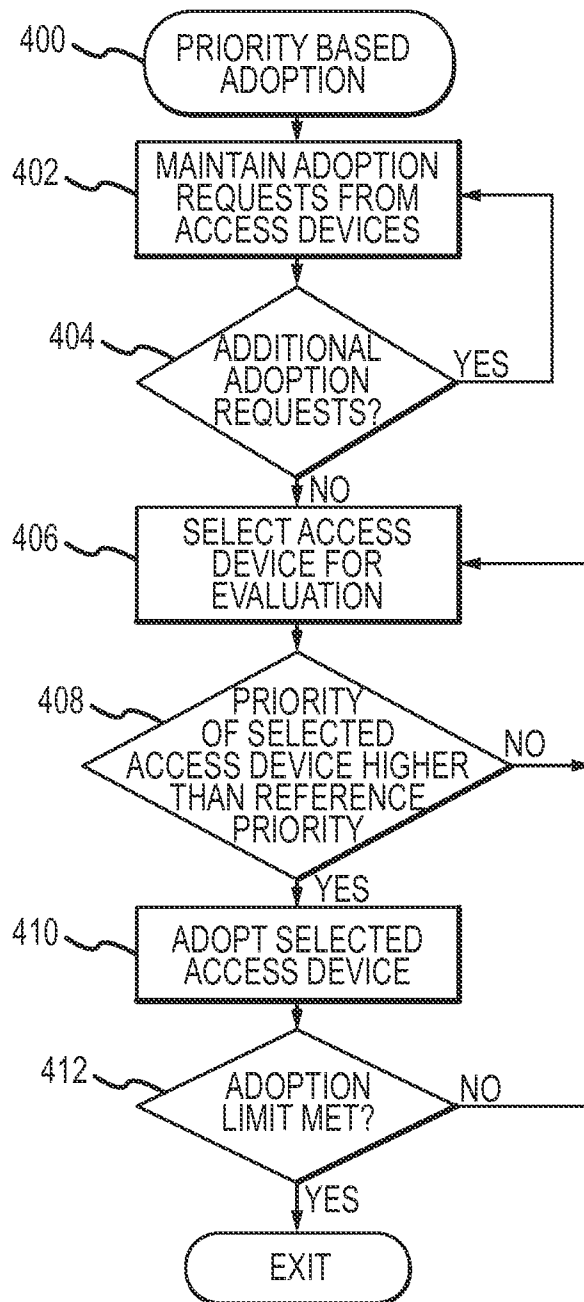 400
PRIORITY BASED
ADOPTION
402
MAINTAIN ADOPTION
REQUESTS FROM
ACCESS DEVICES
404
ADDITIONAL
ADOPTION
REQUESTS?
YES
NO
406
SELECT ACCESS
DEVICE FOR
EVALUATION
408
PRIORITY
OF SELECTED
ACCESS DEVICE HIGHER
THAN REFERENCE
PRIORITY
NO
YES
410
ADOPT SELECTED
ACCESS DEVICE
412
ADOPTION
LIMIT MET?
NO
YES
EXIT